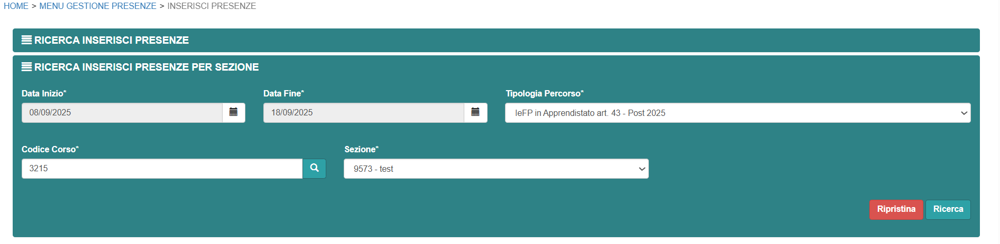 HOME > MENU GESTIONE PRESENZE > INSERISCI PRESENZE
RICERCA INSERISCI PRESENZE
RICERCA INSERISCI PRESENZE PER SEZIONE
Data Inizio* Data Fine* Tipologia Percorso*
08/09/2025 18/09/2025 IeFP in Apprendistato art. 43 - Post 2025
Codice Corso* Sezione*
3215 9573 - test
Ripristina Ricerca